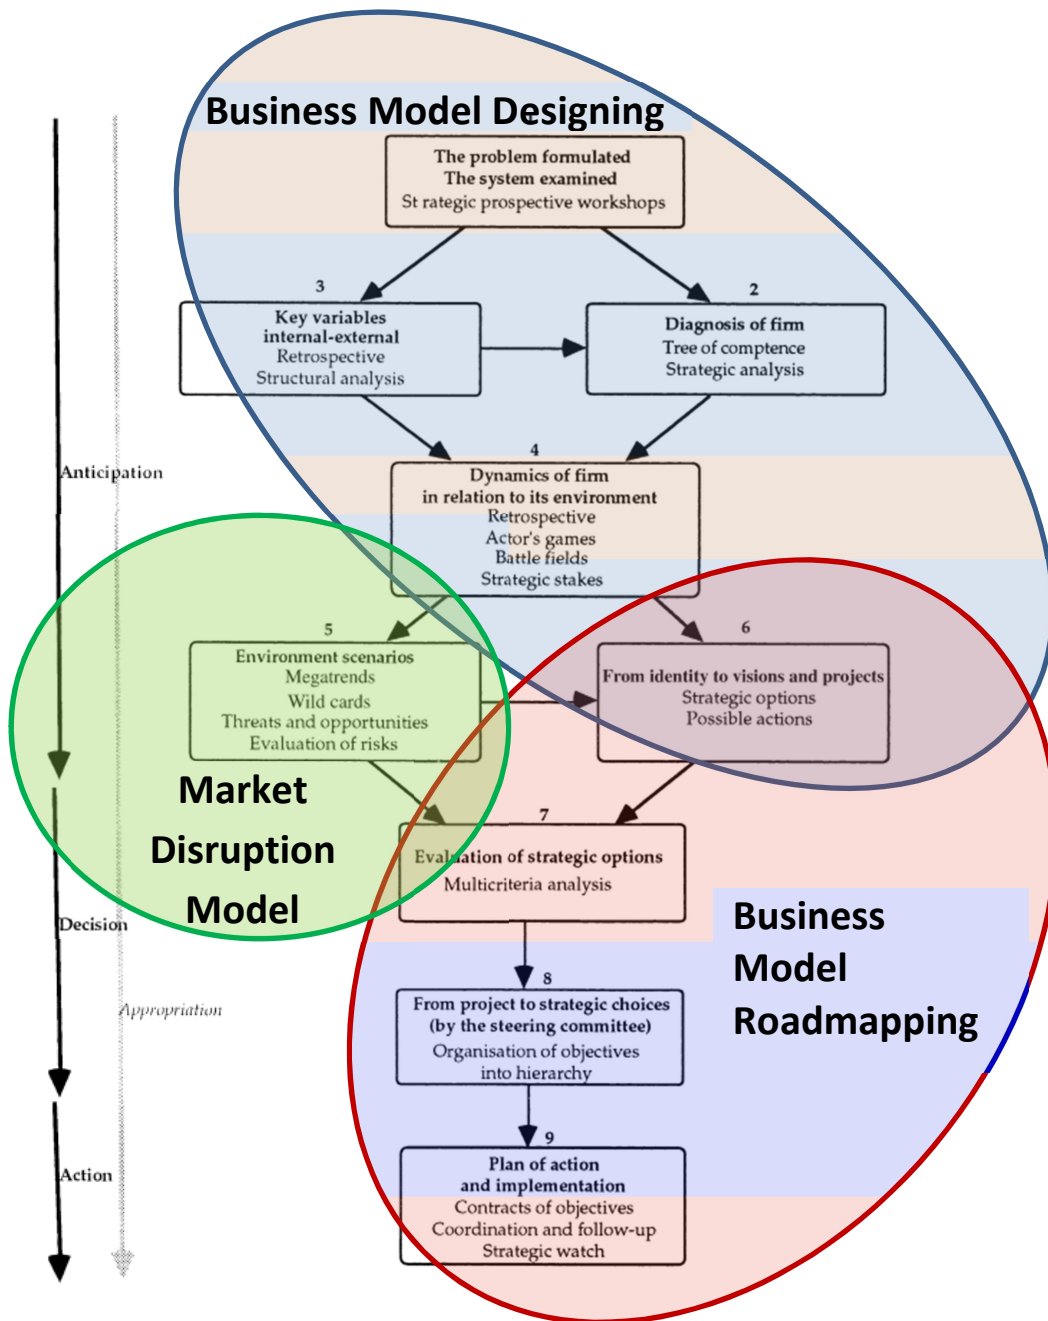 Business Model Designing
The problem formulated
The system examined
St rategic prospective workshops
3
Key variables
internal-external
Retrospective
Structural analysis
2
Diagnosis of firm
Tree of comptence
Strategic analysis
Anticipation
4
Dynamics of firm
in relation to its environment
Retrospective
Actor's games
Battle fields
Strategic stakes
5
Environment scenarios
Megatrends
Wild cards
Threats and opportunities
Evaluation of risks
6
From identity to visions and projects
Strategic options
Possible actions
Market
Disruption
Model
7
Evaluation of strategic options
Multicriteria analysis
Decision
Business
Model
Roadmapping
Appropriation
8
From project to strategic choices
(by the steering committee)
Organisation of objectives
into hierarchy
9
Plan of action
and implementation
Contracts of objectives
Coordination and follow-up
Strategic watch
Action